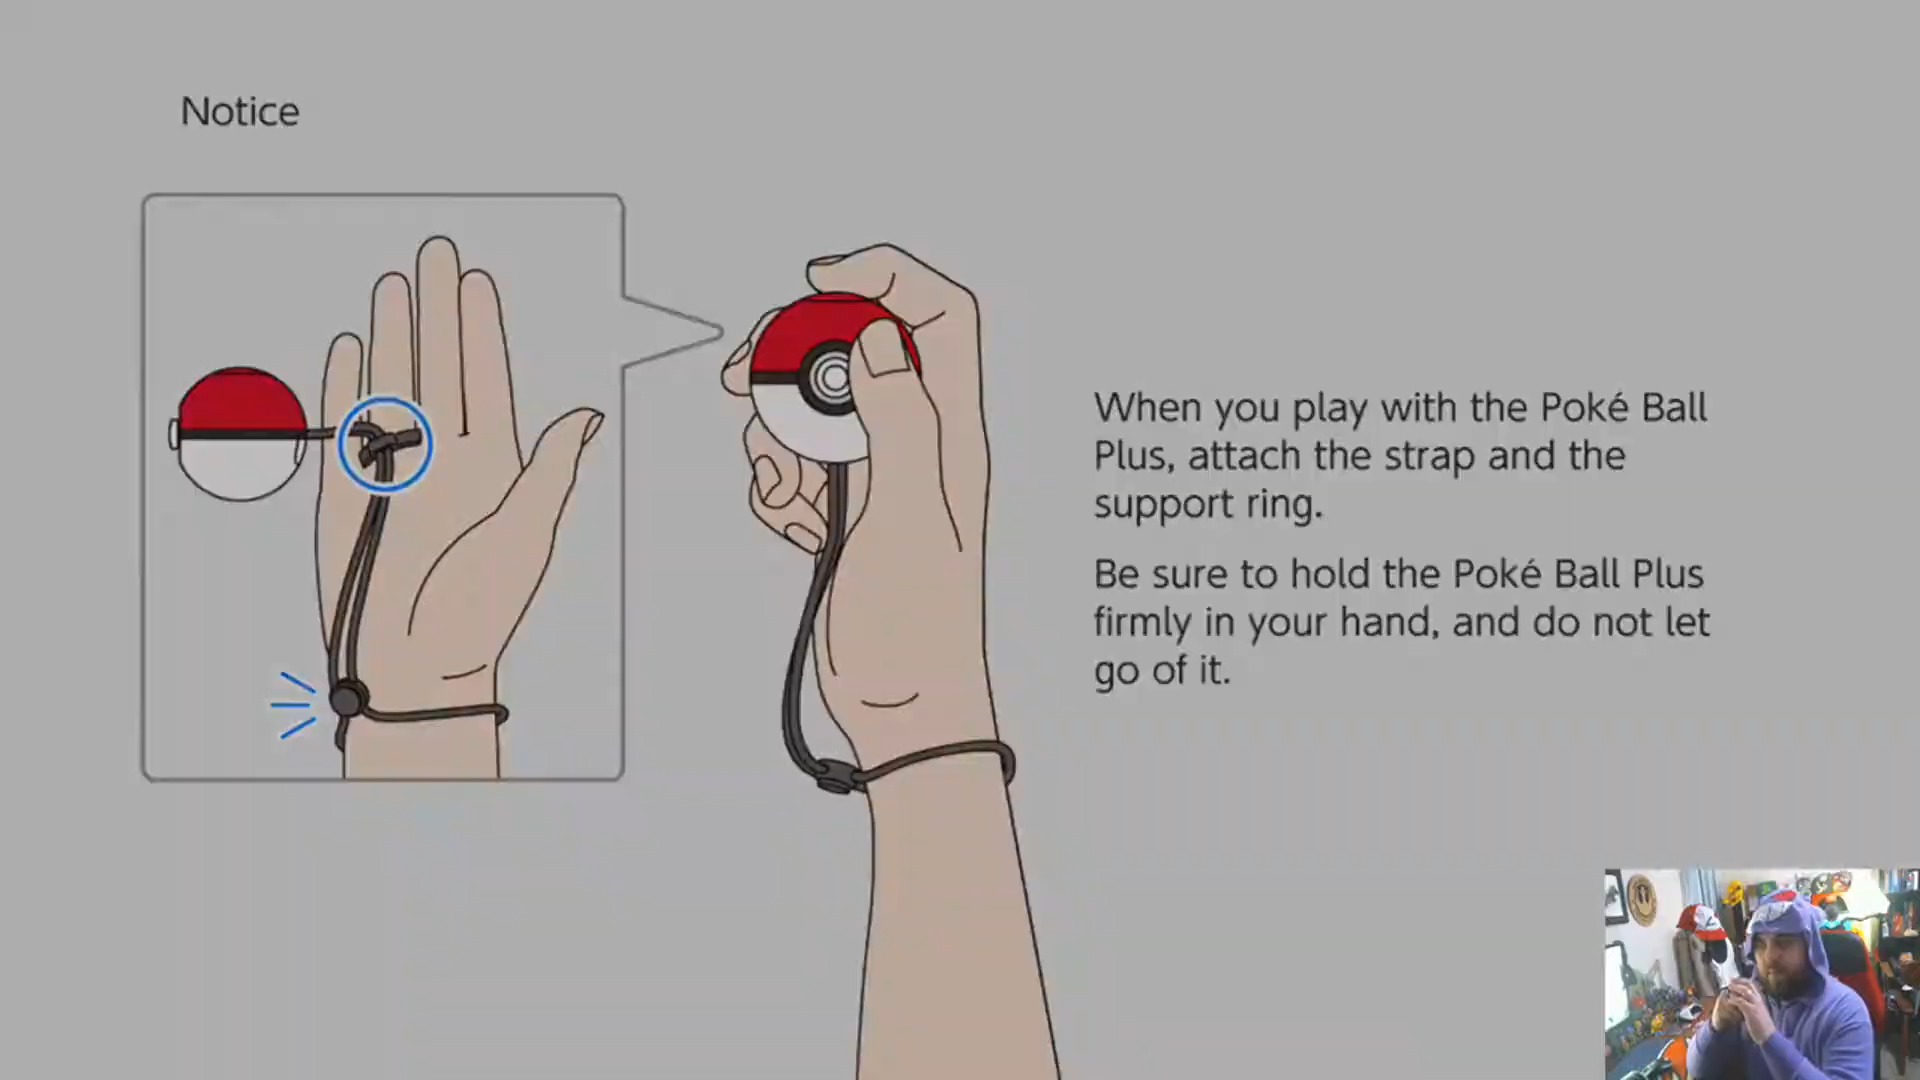 Notice
When you play with the Poké Ball
Plus, attach the strap and the
support ring.
Be sure to hold the Poké Ball Plus
firmly in your hand, and do not let
go of it.